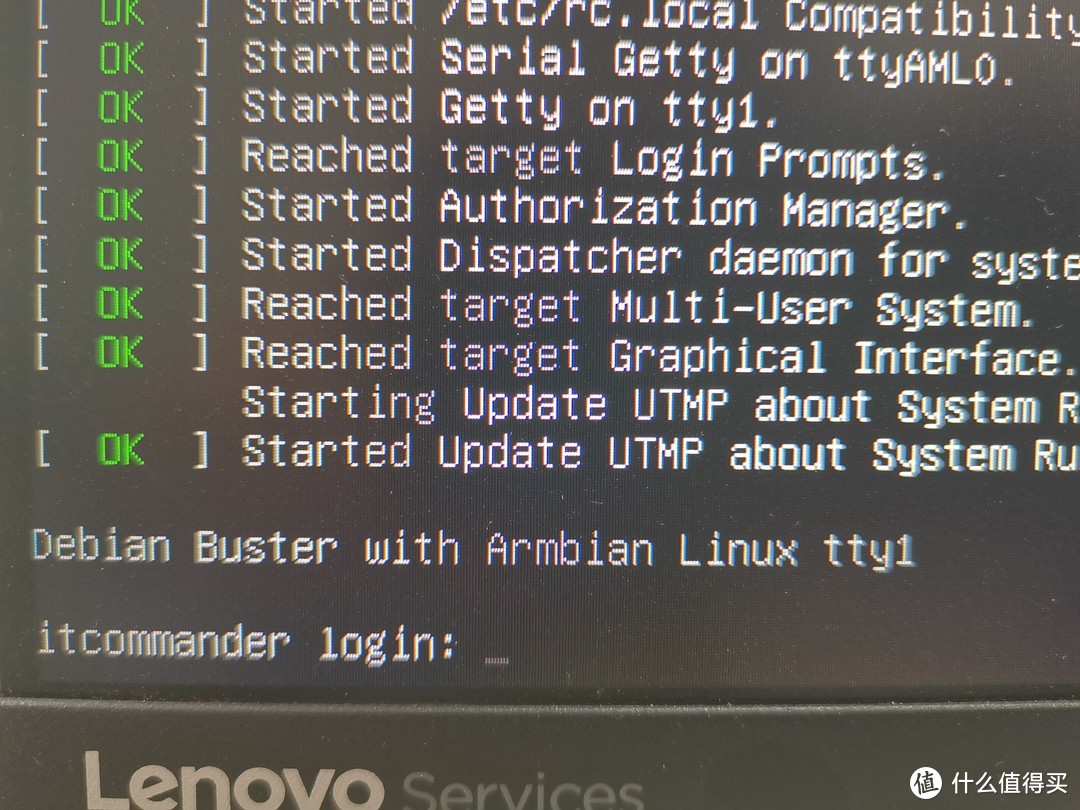 [ OK ] Started /etc/rc.local Compatibility
[ OK ] Started Serial Getty on ttyAML0.
[ OK ] Started Getty on tty1.
[ OK ] Reached target Login Prompts.
[ OK ] Started Authorization Manager.
[ OK ] Started Dispatcher daemon for syste
[ OK ] Reached target Multi-User System.
[ OK ] Reached target Graphical Interface.
Starting Update UTMP about System R
[ OK ] Started Update UTMP about System Ru
Debian Buster with Armbian Linux tty1
itcommander login: _
Lenovo Services
值 什么值得买